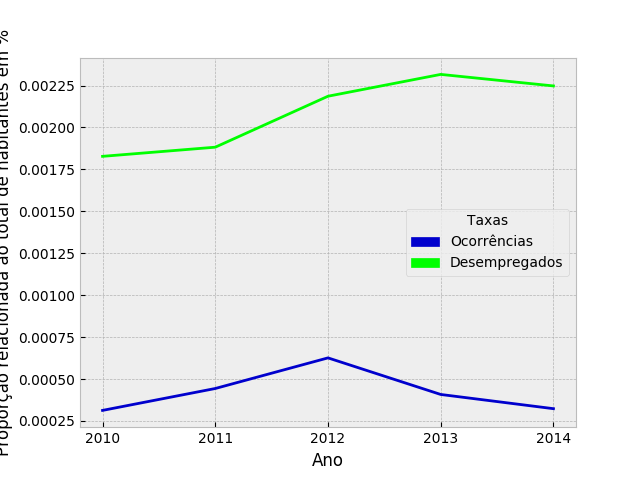 Proporção relacionada ao total de habitantes em %
0.00225
0.00200
0.00175
0.00150
0.00125
0.00100
0.00075
0.00050
0.00025
Taxas
Ocorrências
Desempregados
2010 2011 2012 2013 2014
Ano